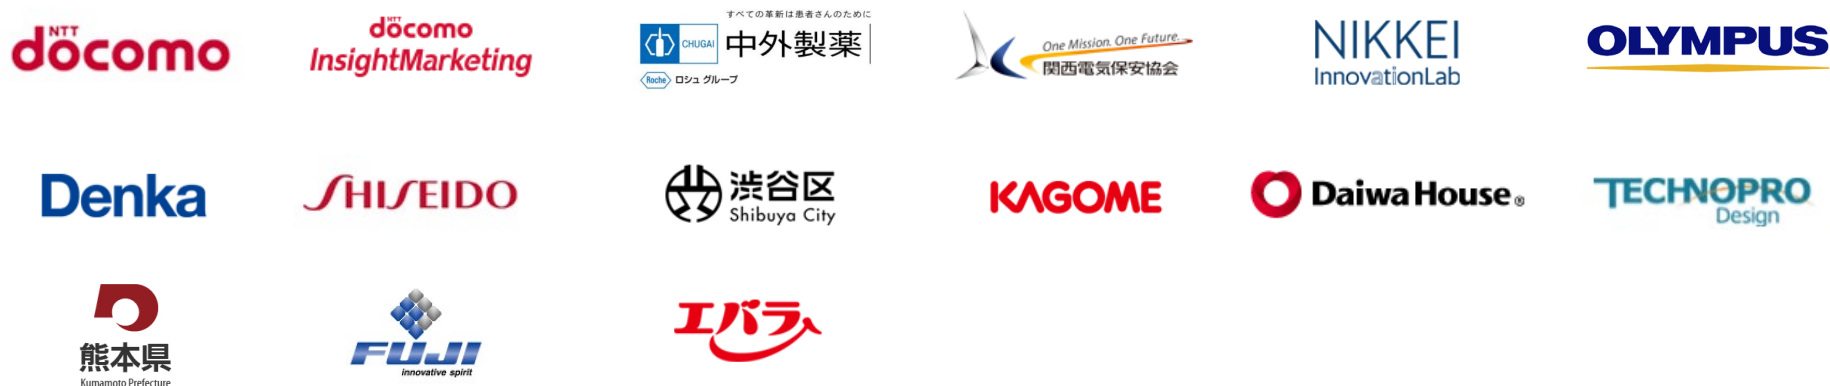 NTT
döcomo
NTT
döcomo
InsightMarketing
すべての革新は患者さんのために
CHUGAI
中外製薬
Roche
ロシュ グループ
One Mission. One Future.
関西電気保安協会
NIKKEI
InnovationLab
OLYMPUS
Denka
SHISEIDO
渋谷区
Shibuya City
KAGOME
Daiwa House®
TECHNOPRO
Design
熊本県
Kumamoto Prefecture
FUJI
innovative spirit
エバラ